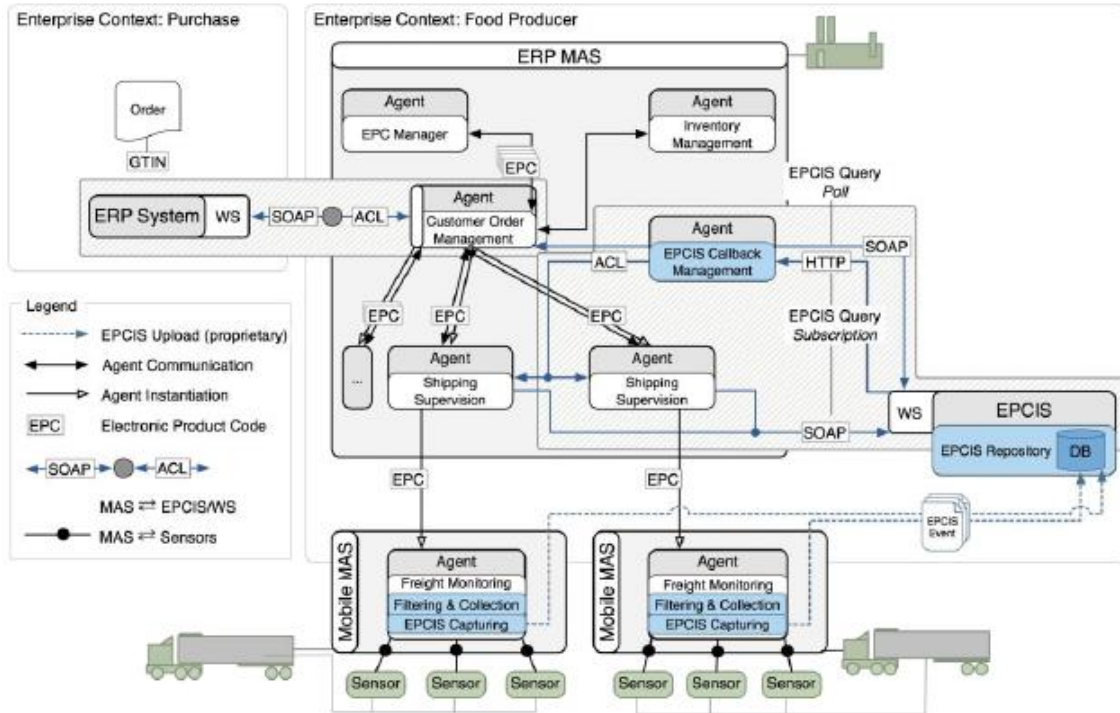 Enterprise Context: Purchase
Enterprise Context: Food Producer
ERP MAS
Order
GTIN
Agent
EPC Manager
Agent
Inventory
Management
EPC
EPCIS Query
Poll
ERP System
WS
SOAP
ACL
Agent
Customer Order
Management
Agent
EPCIS Callback
Management
ACL
SOAP
HTTP
EPCIS Query
Subscription
Legend
EPCIS Upload (proprietary)
Agent Communication
Agent Instantiation
EPC
Electronic Product Code
SOAP
ACL
MAS ⇄ EPCIS/WS
MAS ⇄ Sensors
EPC
EPC
EPC
...
Agent
Shipping
Supervision
Agent
Shipping
Supervision
SOAP
WS
EPCIS
EPCIS Repository
DB
EPC
EPC
EPCIS
Event
Mobile MAS
Agent
Freight Monitoring
Filtering & Collection
EPCIS Capturing
Mobile MAS
Agent
Freight Monitoring
Filtering & Collection
EPCIS Capturing
Sensor
Sensor
Sensor
Sensor
Sensor
Sensor